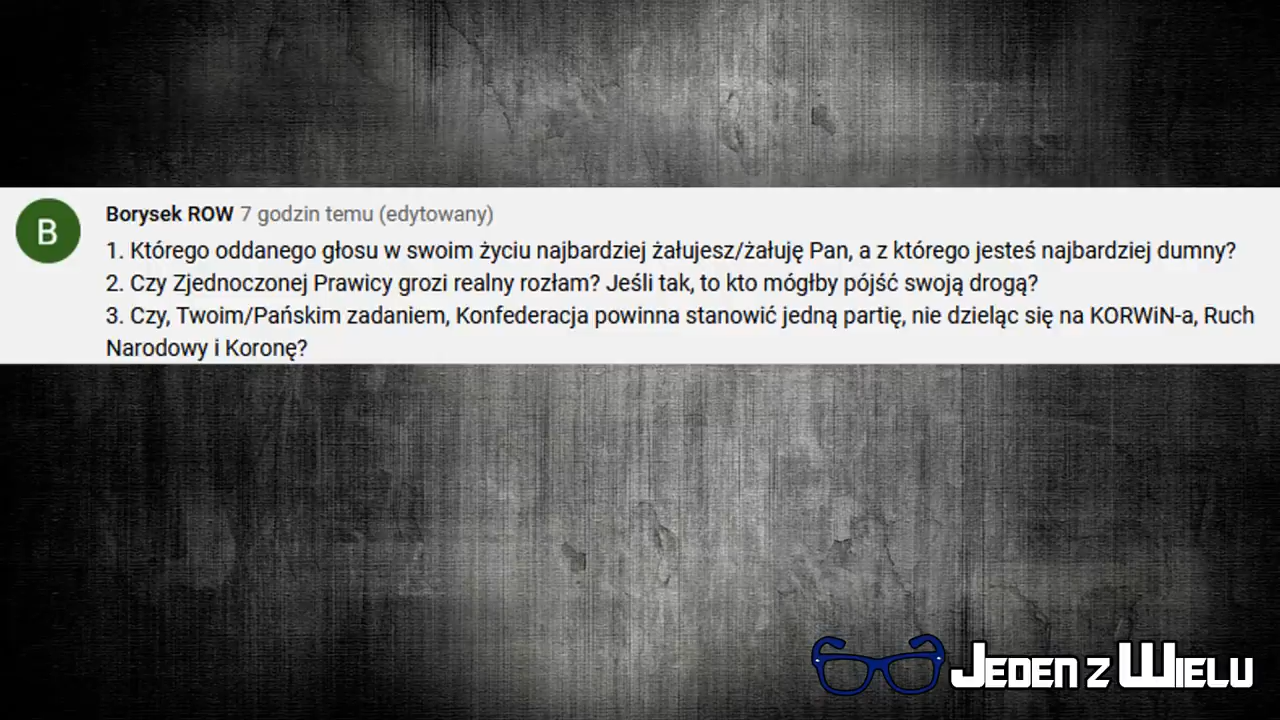 B
Borysek ROW 7 godzin temu (edytowany)
1. Którego oddanego głosu w swoim życiu najbardziej żałujesz/żałuję Pan, a z którego jesteś najbardziej dumny?
2. Czy Zjednoczonej Prawicy grozi realny rozłam? Jeśli tak, to kto mógłby pójść swoją drogą?
3. Czy, Twoim/Pańskim zadaniem, Konfederacja powinna stanowić jedną partię, nie dzieląc się na KORWiN-a, Ruch
Narodowy i Koronę?
JEDEN Z WIELU